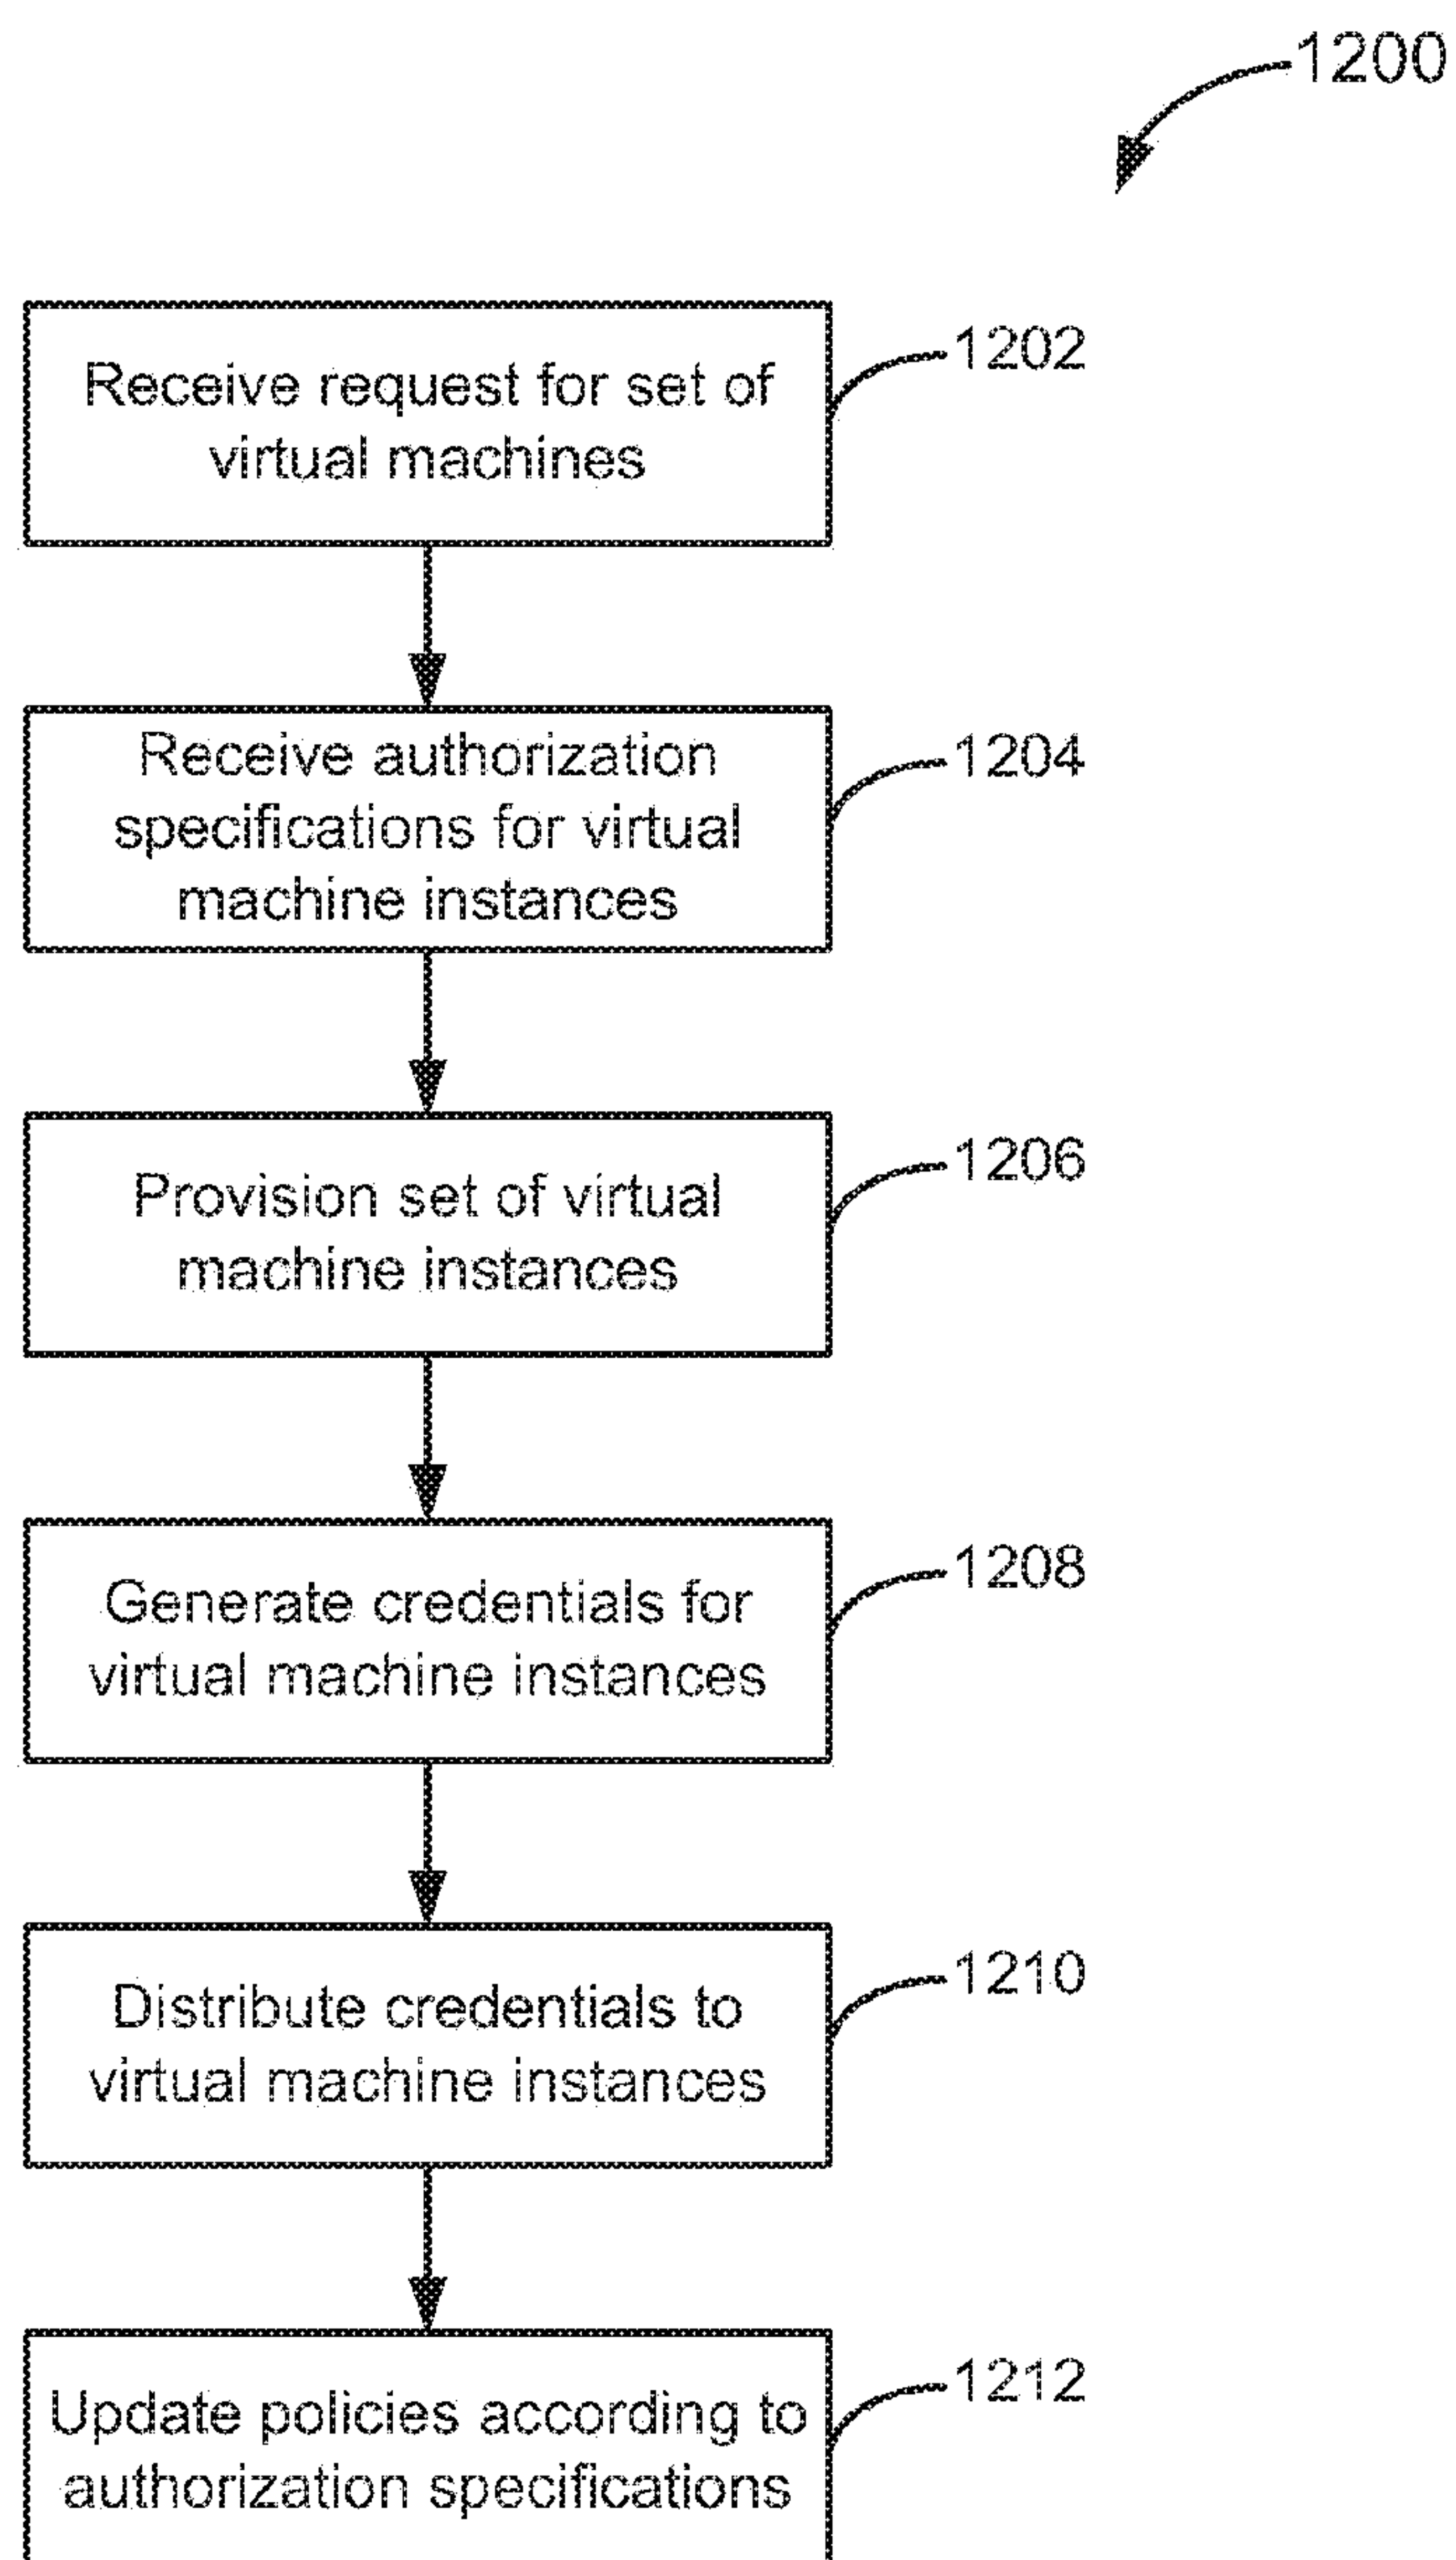 1200
Receive request for set of
virtual machines
1202
Receive authorization
specifications for virtual
machine instances
1204
Provision set of virtual
machine instances
1206
Generate credentials for
virtual machine instances
1208
Distribute credentials to
virtual machine instances
1210
Update policies according to
authorization specifications
1212